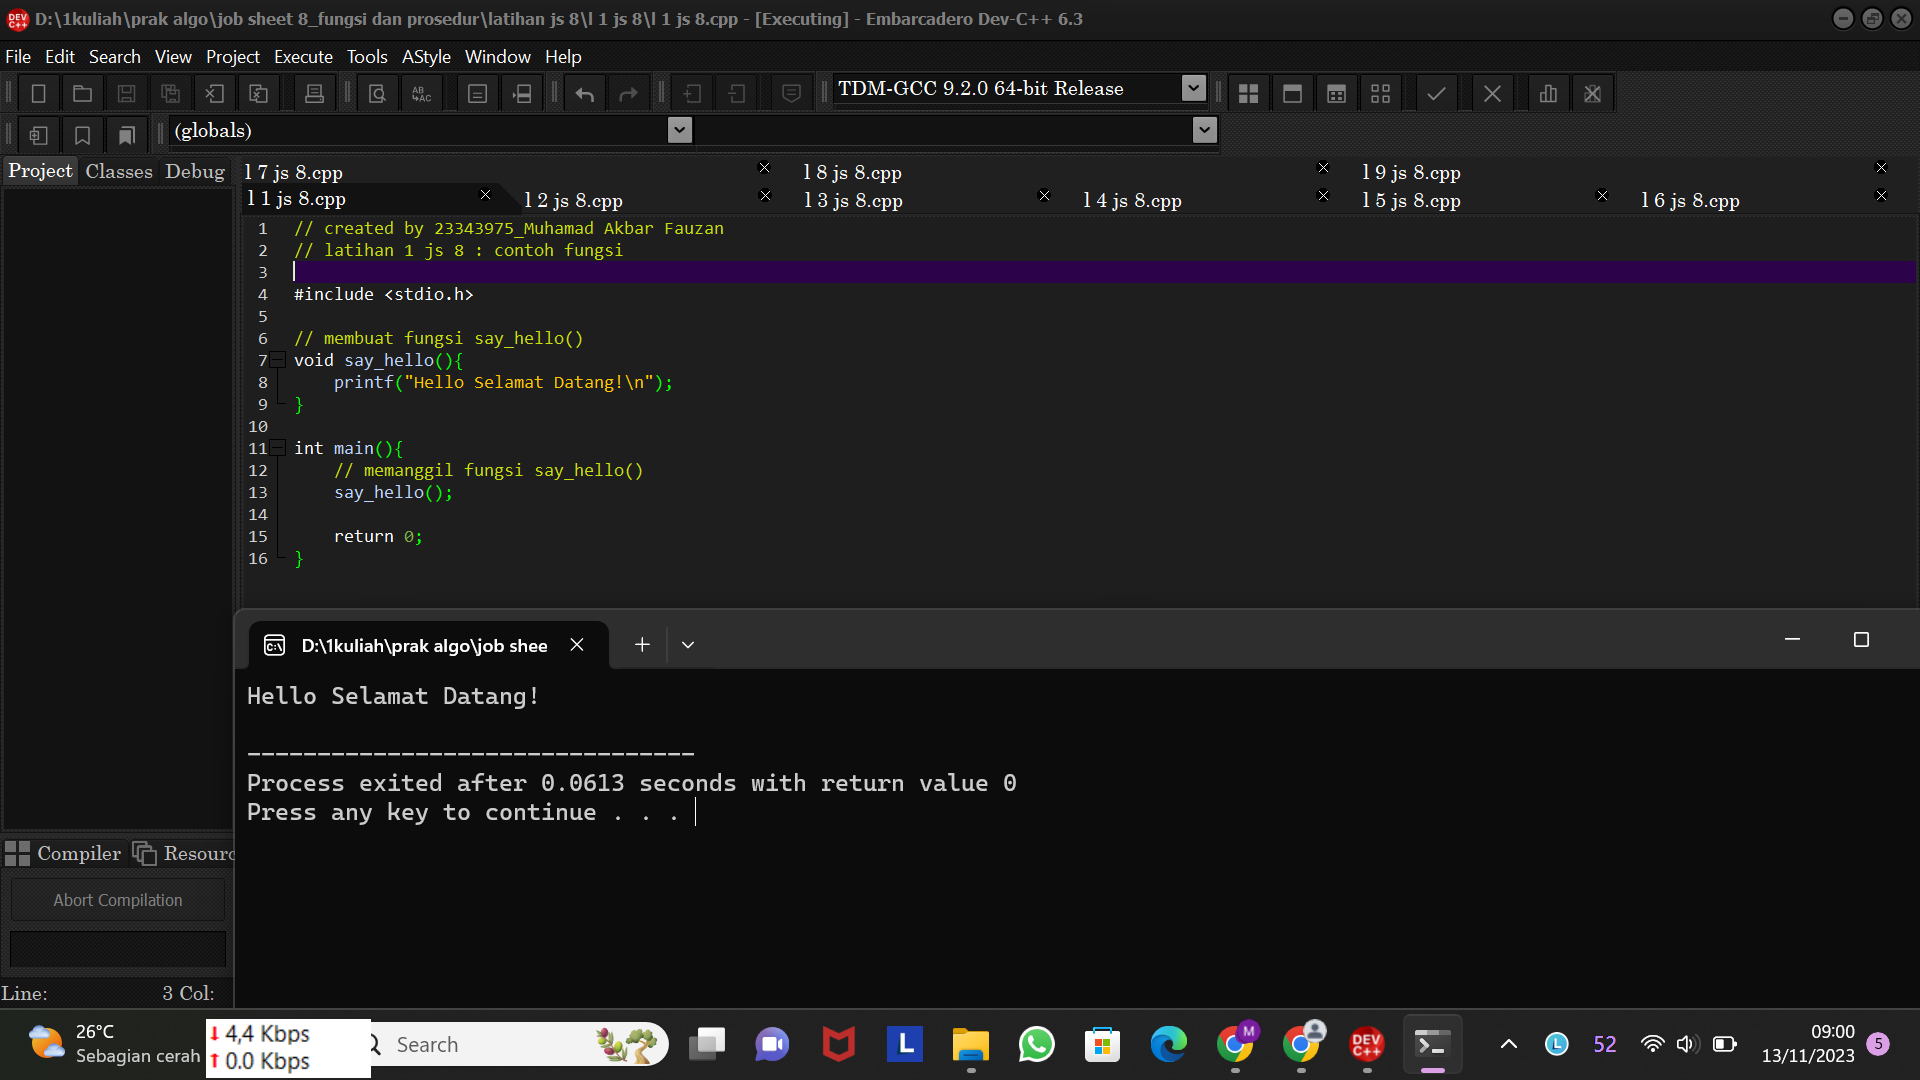 D:\1kuliah\prak algo\job sheet 8_fungsi dan prosedur\latihan js 8\l 1 js 8\l 1 js 8.cpp - [Executing] - Embarcadero Dev-C++ 6.3
File Edit Search View Project Execute Tools AStyle Window Help
TDM-GCC 9.2.0 64-bit Release
(globals)
Project Classes Debug
l 7 js 8.cpp l 8 js 8.cpp l 9 js 8.cpp
l 1 js 8.cpp l 2 js 8.cpp l 3 js 8.cpp l 4 js 8.cpp l 5 js 8.cpp l 6 js 8.cpp
1 // created by 23343975_Muhamad Akbar Fauzan
2 // latihan 1 js 8 : contoh fungsi
3
4 #include <stdio.h>
5
6 // membuat fungsi say_hello()
7 void say_hello(){
8 printf("Hello Selamat Datang!\n");
9 }
10
11 int main(){
12 // memanggil fungsi say_hello()
13 say_hello();
14
15 return 0;
16 }
D:\1kuliah\prak algo\job shee
Hello Selamat Datang!
--------------------------------
Process exited after 0.0613 seconds with return value 0
Press any key to continue . . .
Compiler Resourc
Abort Compilation
Line: 3 Col:
26°C
Sebagian cerah
4,4 Kbps
0.0 Kbps
Search
52
09:00
13/11/2023
5